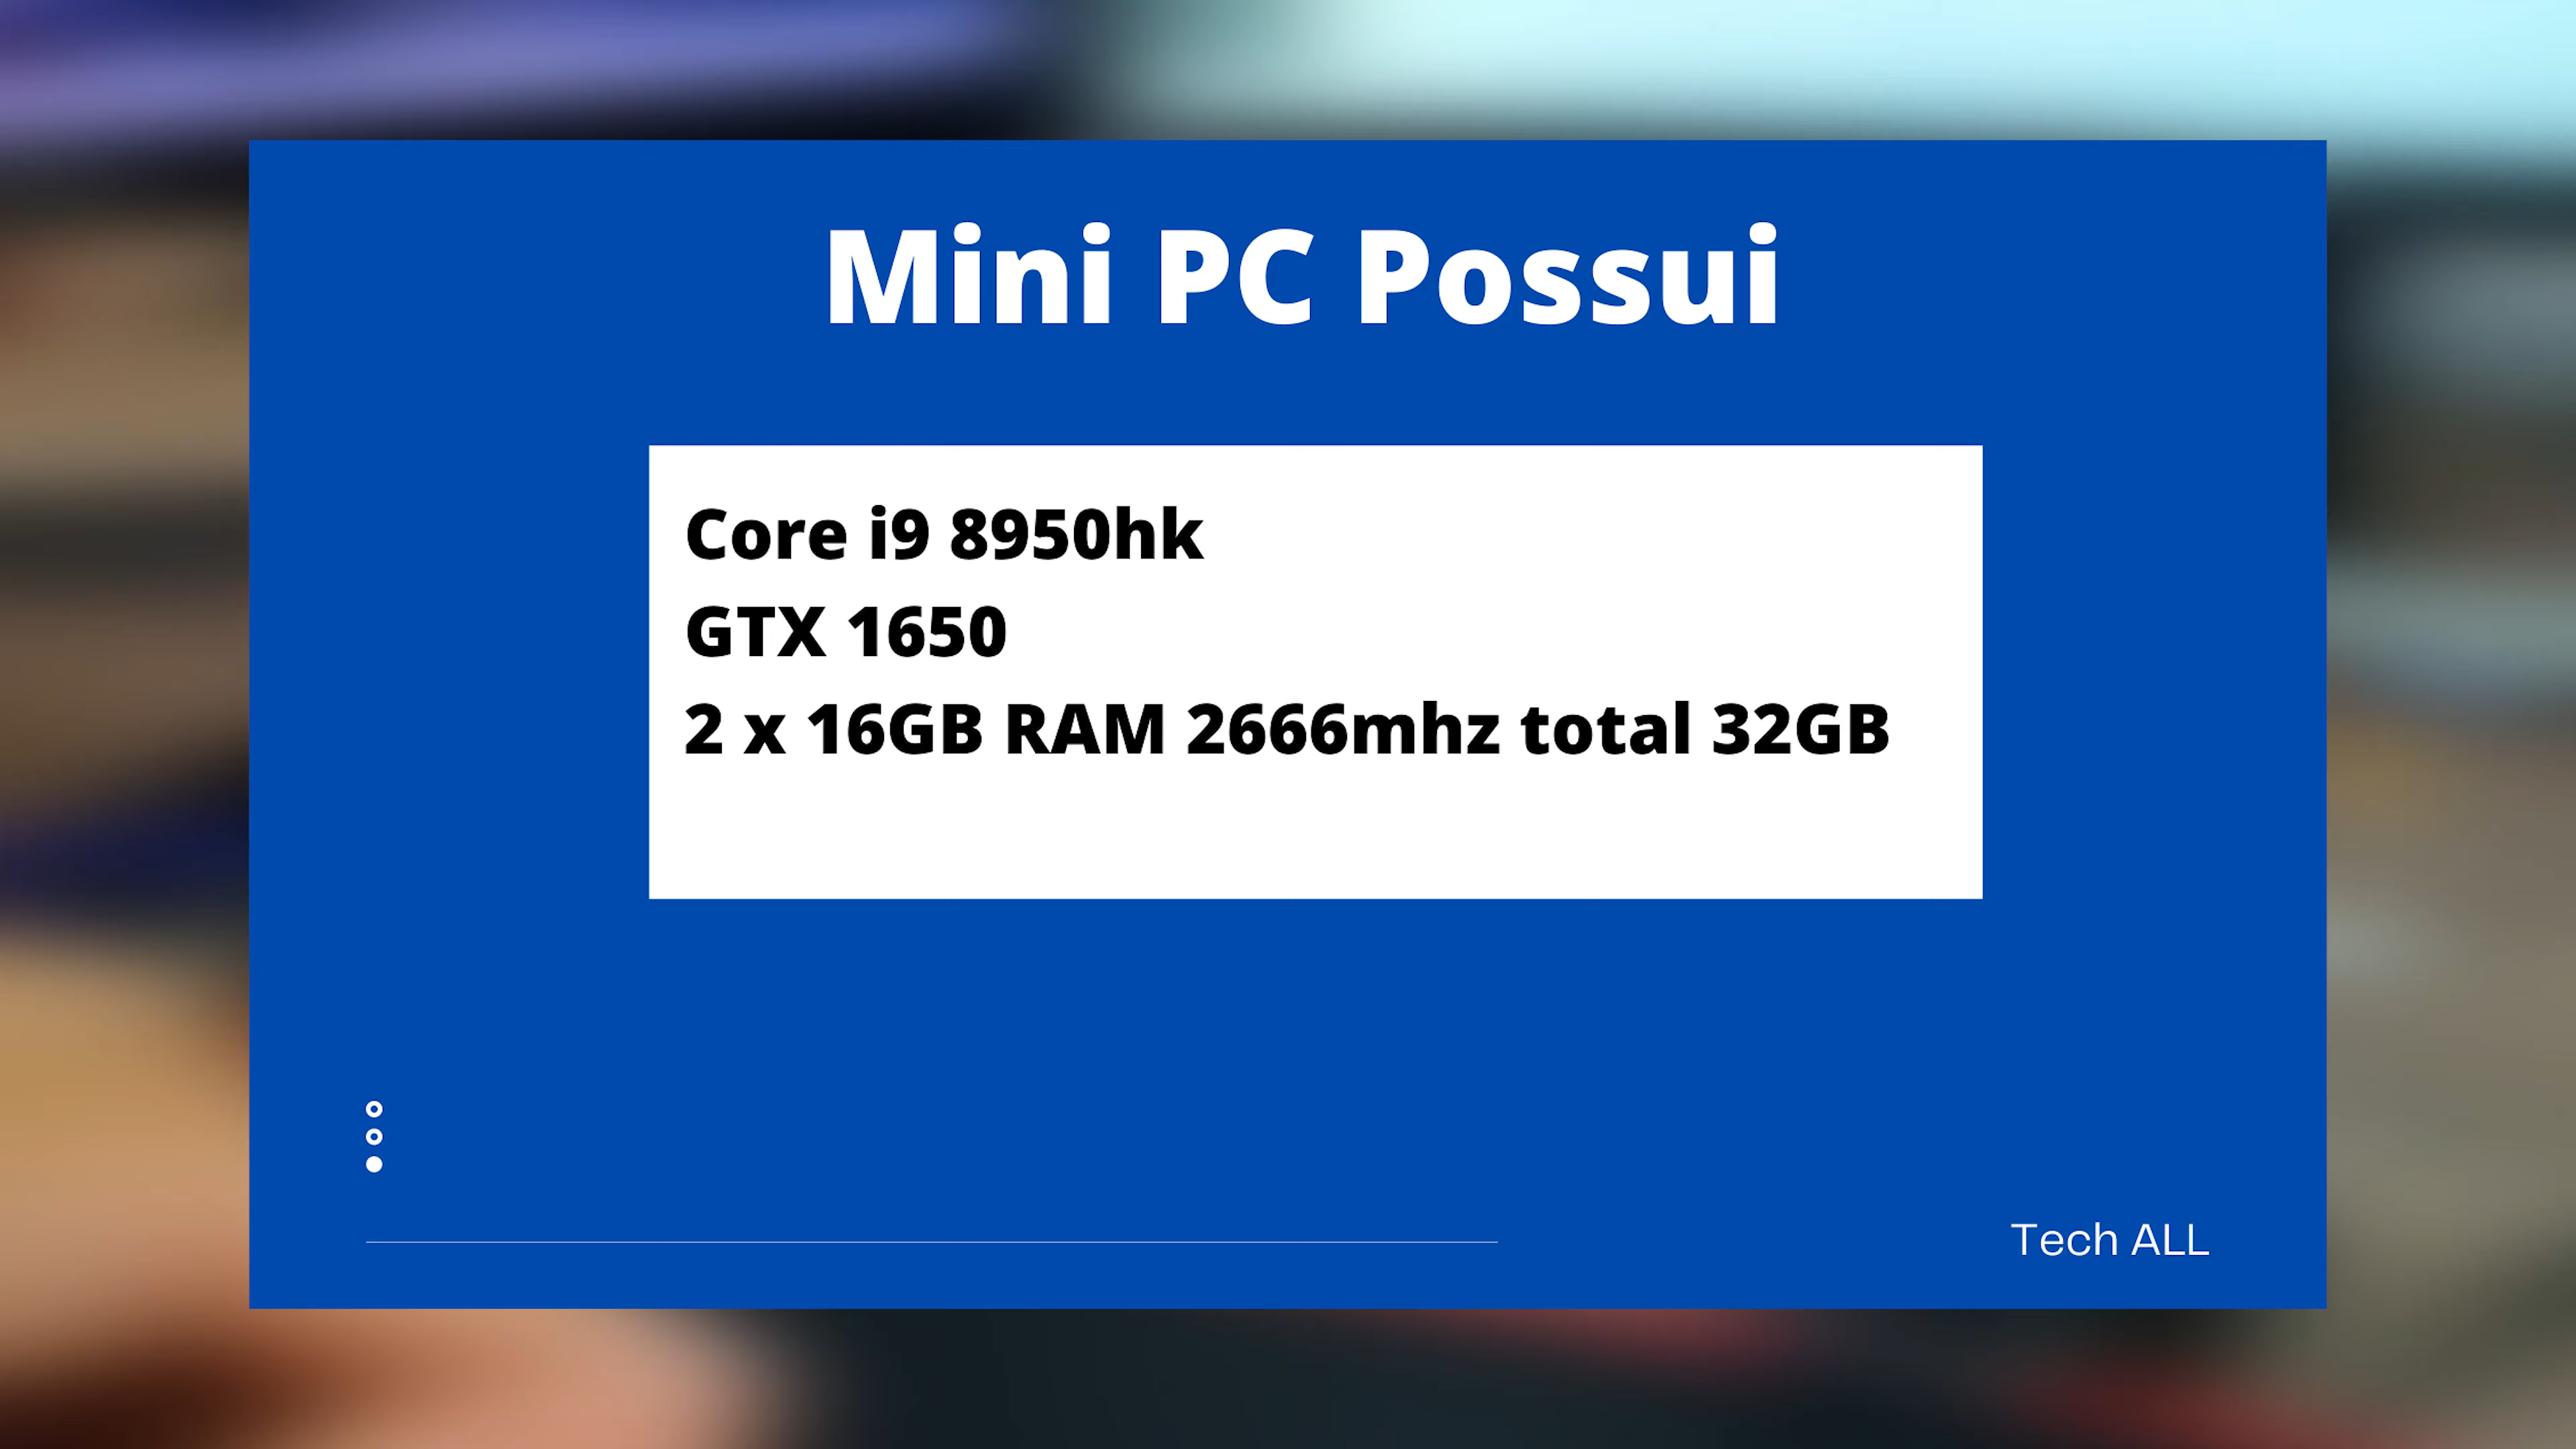 Mini PC Possui
Core i9 8950hk
GTX 1650
2 x 16GB RAM 2666mhz total 32GB
Tech ALL